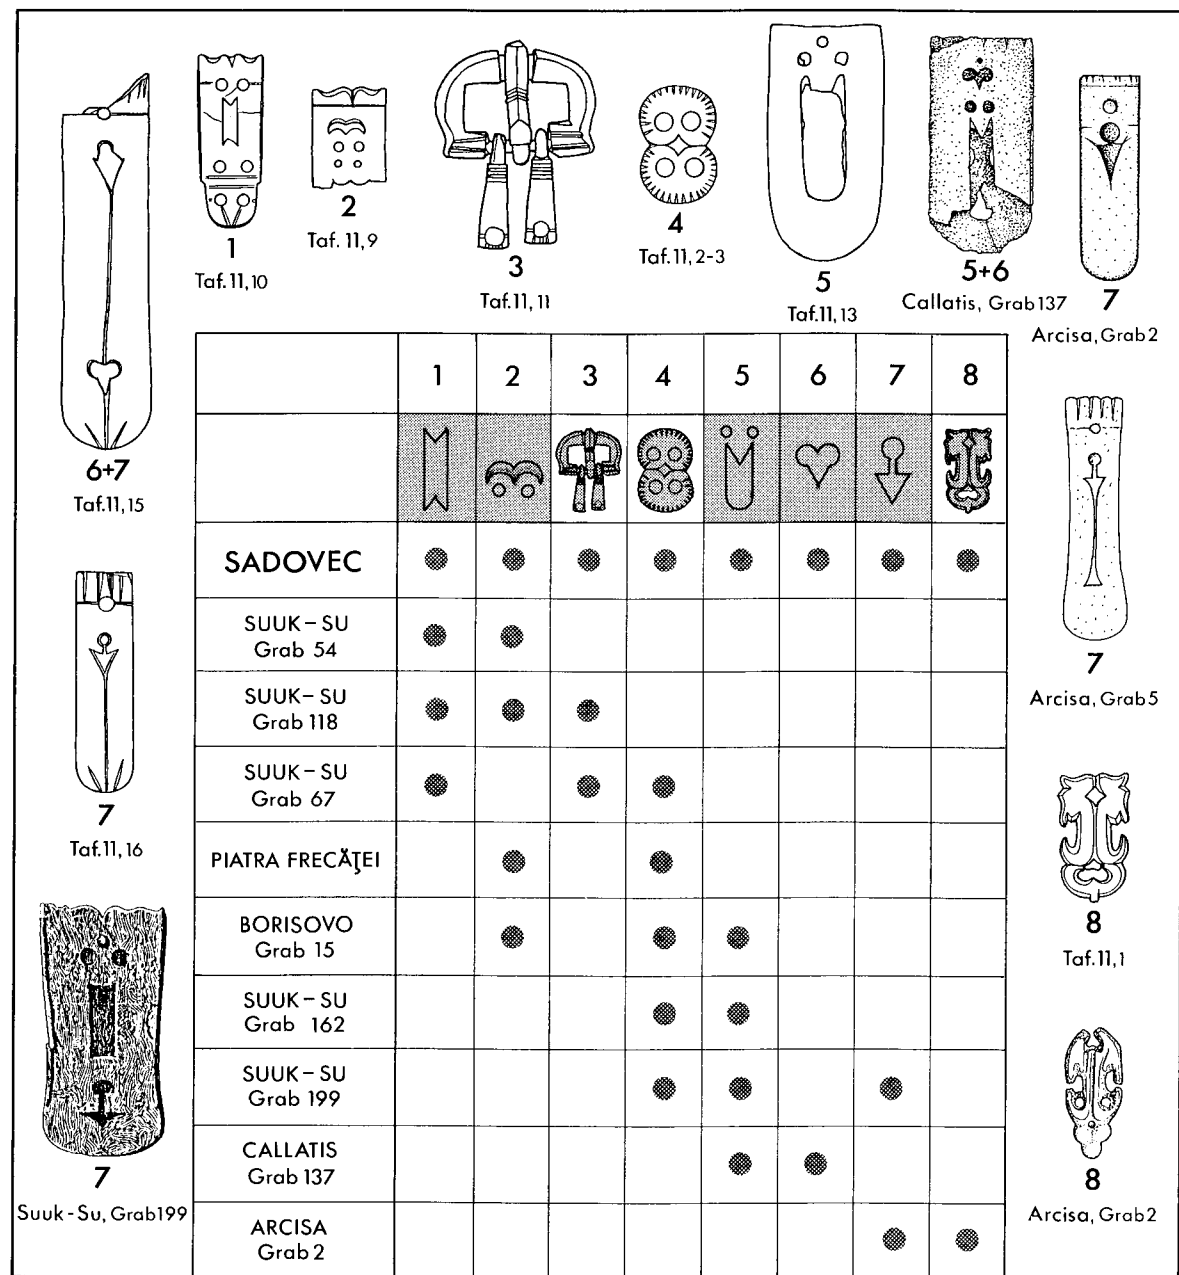 1
Taf.11,10
2
Taf. 11,9
3
Taf.11,11
4
Taf.11,2-3
5
Taf.11,13
5+6
Callatis, Grab137
7
Arcisa, Grab2
6+7
Taf.11,15
7
Taf.11,16
7
Suuk-Su, Grab199
1 2 3 4 5 6 7 8
SADOVEC
SUUK-SU
Grab 54
SUUK-SU
Grab 118
SUUK-SU
Grab 67
PIATRA FRECĂŢEI
BORISOVO
Grab 15
SUUK-SU
Grab 162
SUUK-SU
Grab 199
CALLATIS
Grab 137
ARCISA
Grab 2
7
Arcisa, Grab5
8
Taf.11,1
8
Arcisa, Grab2